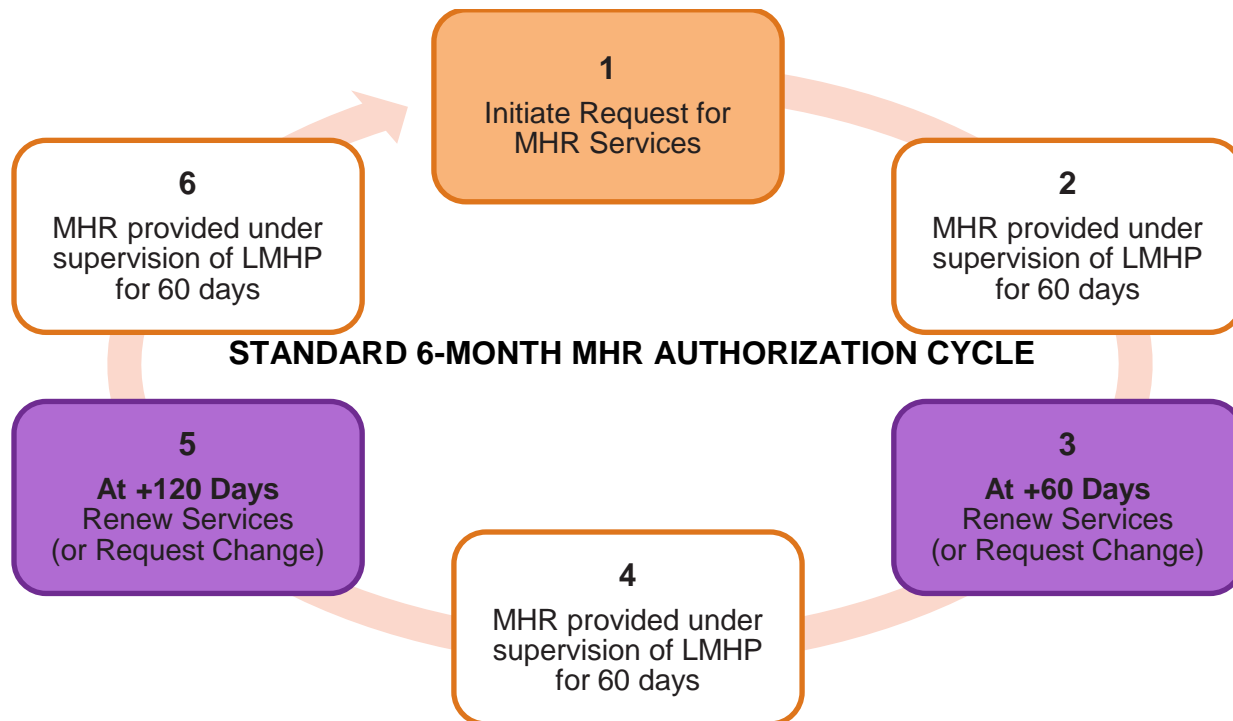 1
Initiate Request for
MHR Services
2
MHR provided under
supervision of LMHP
for 60 days
3
At +60 Days
Renew Services
(or Request Change)
4
MHR provided under
supervision of LMHP
for 60 days
5
At +120 Days
Renew Services
(or Request Change)
6
MHR provided under
supervision of LMHP
for 60 days
STANDARD 6-MONTH MHR AUTHORIZATION CYCLE